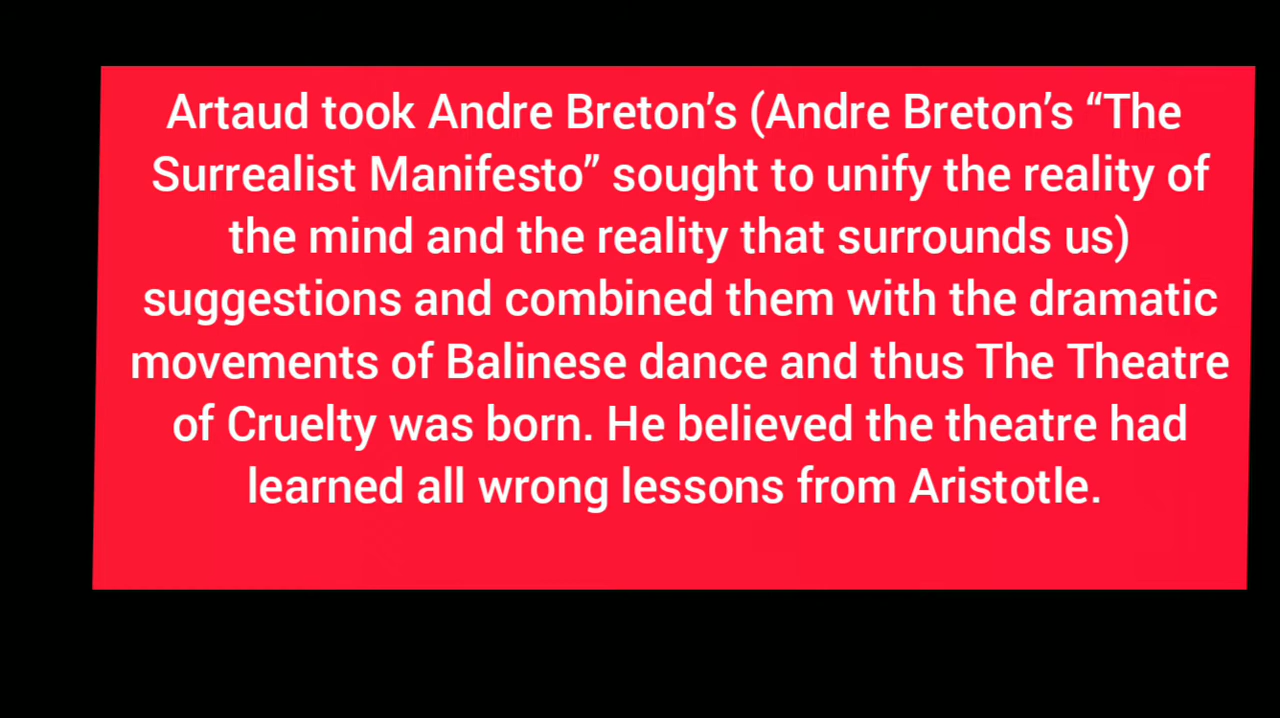 Artaud took Andre Breton’s (Andre Breton’s “The
Surrealist Manifesto” sought to unify the reality of
the mind and the reality that surrounds us)
suggestions and combined them with the dramatic
movements of Balinese dance and thus The Theatre
of Cruelty was born. He believed the theatre had
learned all wrong lessons from Aristotle.